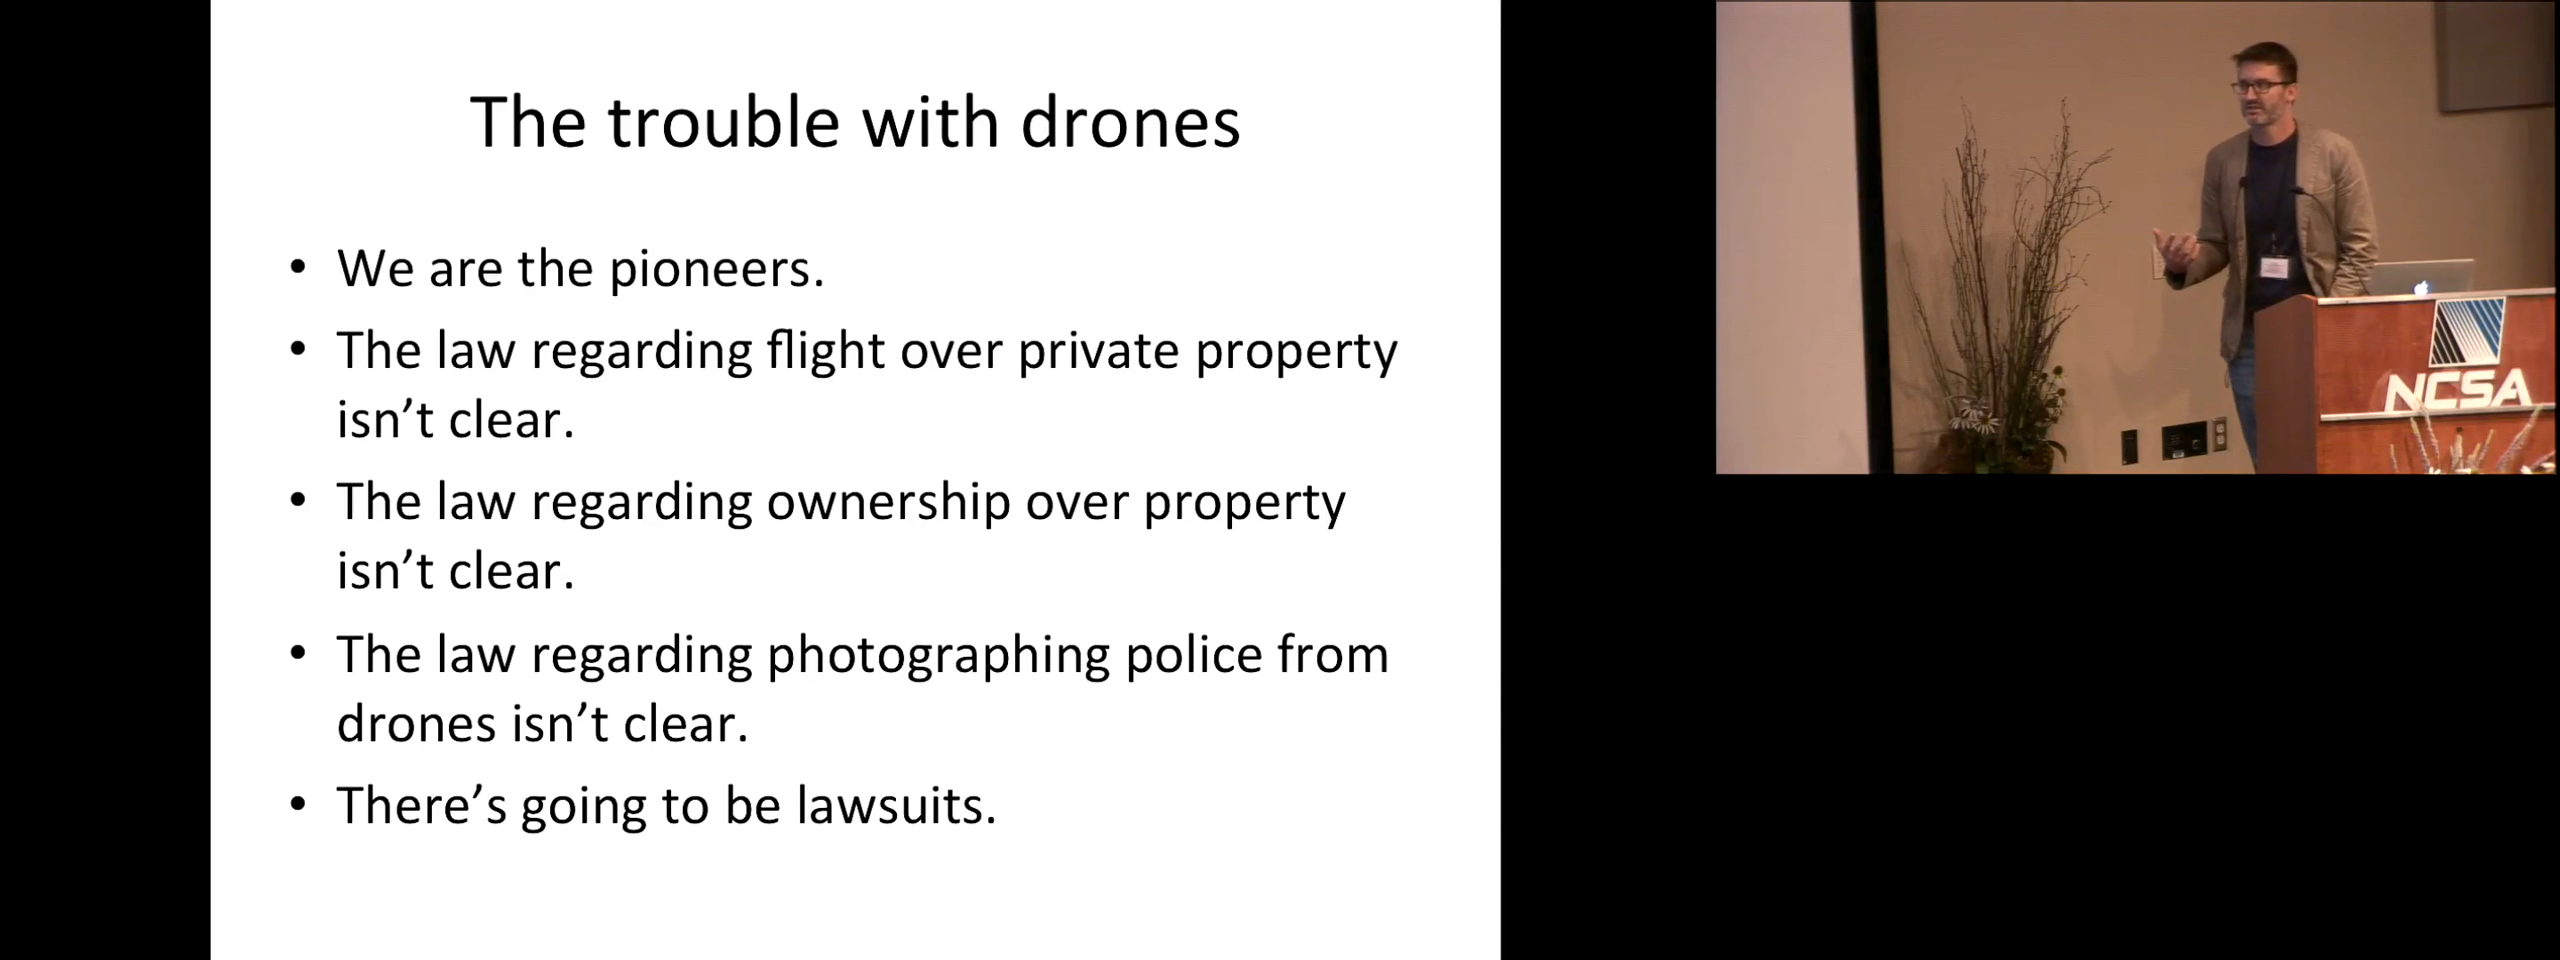 The trouble with drones
• We are the pioneers.
• The law regarding flight over private property
isn’t clear.
• The law regarding ownership over property
isn’t clear.
• The law regarding photographing police from
drones isn’t clear.
• There’s going to be lawsuits.
NCSA